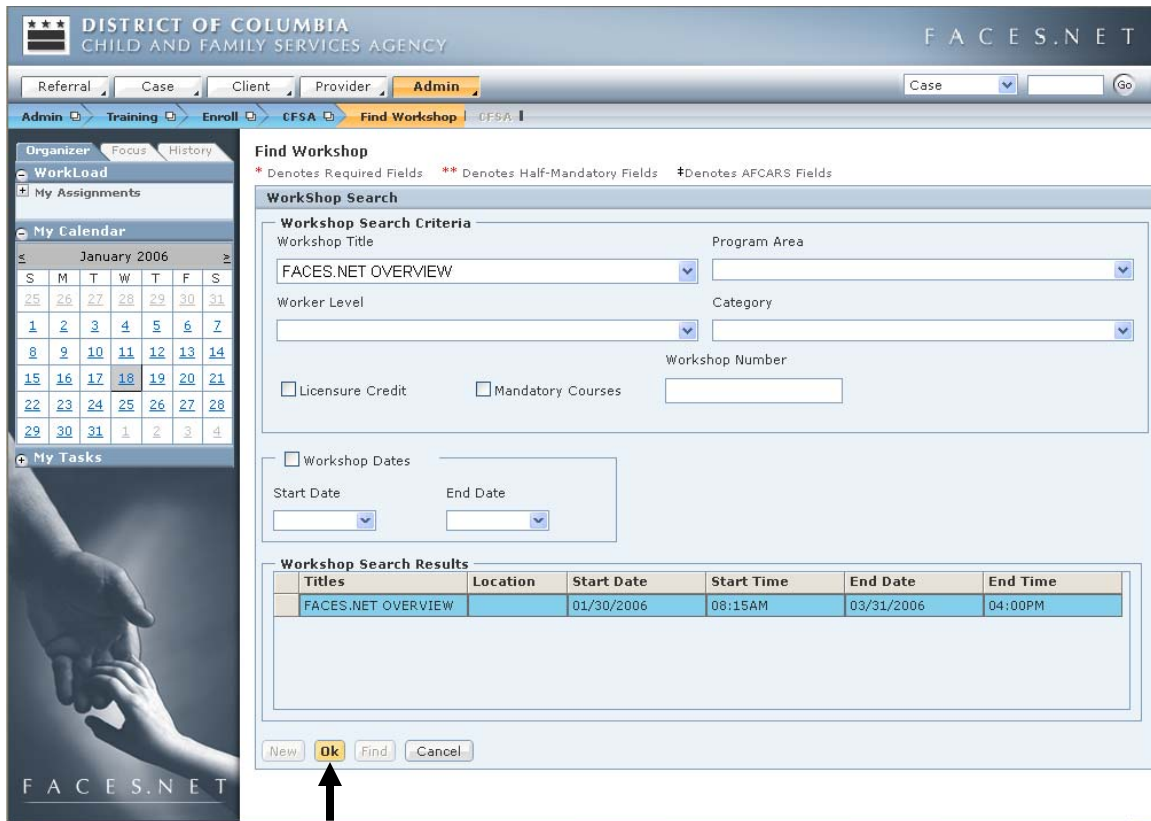 DISTRICT OF COLUMBIA
CHILD AND FAMILY SERVICES AGENCY
FACES.NET
Referral Case Client Provider Admin Case Go
Admin Training Enroll CFSA Find Workshop CFSA
Organizer Focus History
WorkLoad
My Assignments
My Calendar
< January 2006 >
S M T W T F S
25 26 27 28 29 30 31
1 2 3 4 5 6 7
8 9 10 11 12 13 14
15 16 17 18 19 20 21
22 23 24 25 26 27 28
29 30 31 1 2 3 4
My Tasks
FACES.NET
Find Workshop
* Denotes Required Fields ** Denotes Half-Mandatory Fields ‡Denotes AFCARS Fields
WorkShop Search
Workshop Search Criteria
Workshop Title Program Area
FACES.NET OVERVIEW
Worker Level Category
Workshop Number
Licensure Credit Mandatory Courses
Workshop Dates
Start Date End Date
Workshop Search Results
Titles Location Start Date Start Time End Date End Time
FACES.NET OVERVIEW 01/30/2006 08:15AM 03/31/2006 04:00PM
New Ok Find Cancel